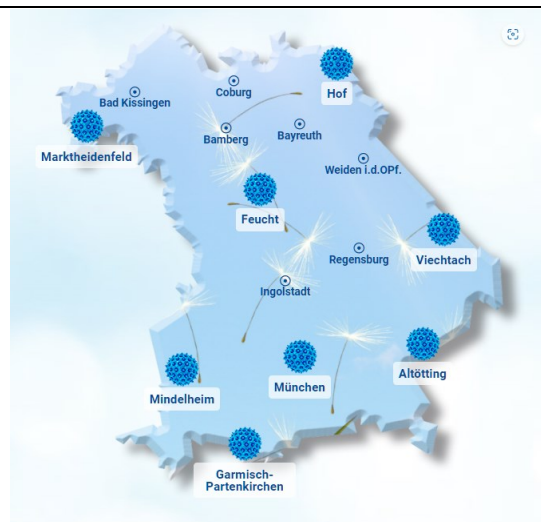 Hof
Coburg
Bad Kissingen
Bamberg
Bayreuth
Marktheidenfeld
Weiden i.d.OPf.
Feucht
Regensburg
Viechtach
Ingolstadt
Altötting
München
Mindelheim
Garmisch-
Partenkirchen